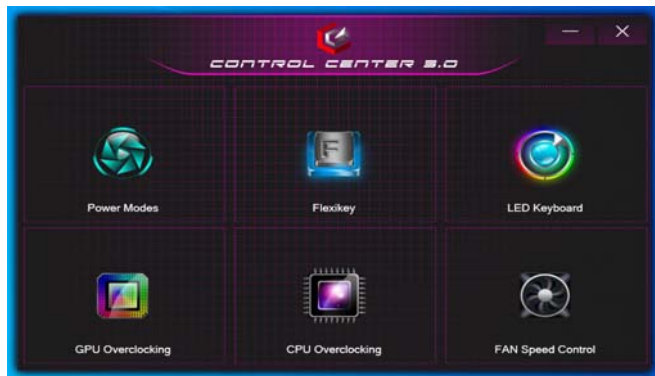 CONTROL CENTER 3.0
Power Modes
Flexikey
LED Keyboard
F
GPU Overclocking
CPU Overclocking
FAN Speed Control